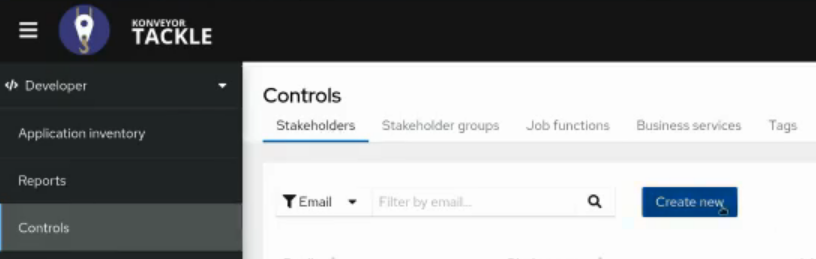 KONVEYOR
TACKLE
Developer
Controls
Stakeholders Stakeholder groups Job functions Business services Tags
Application inventory
Reports
Email Filter by email... Create new
Controls